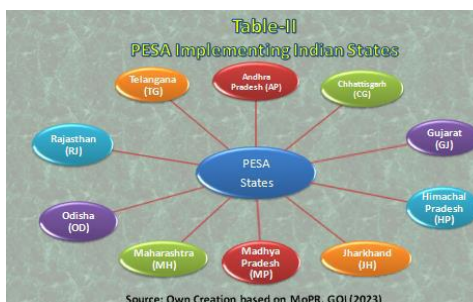 Table-II
PESA Implementing Indian States
Andhra
Pradesh (AP)
Chhattisgarh
(CG)
Gujarat
(GJ)
Himachal
Pradesh
(HP)
Jharkhand
(JH)
Madhya
Pradesh
(MP)
Maharashtra
(MH)
Odisha
(OD)
Rajasthan
(RJ)
Telangana
(TG)
PESA
States
Source: Own Creation based on MoPR, GOI (2023)